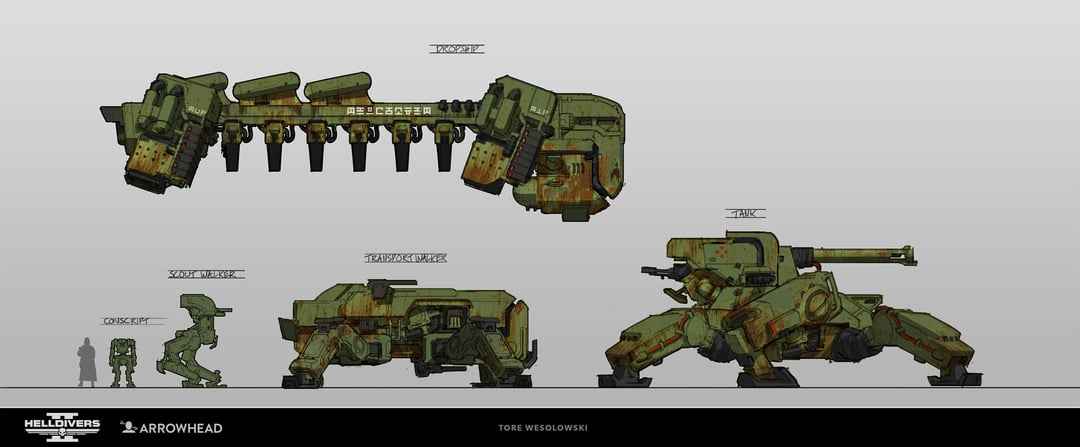 DROPSHIP
TANK
TRANSPORT WALKER
SCOUT WALKER
CONSCRIPT
HELLDIVERS
II
ARROWHEAD
TORE WESOLOWSKI